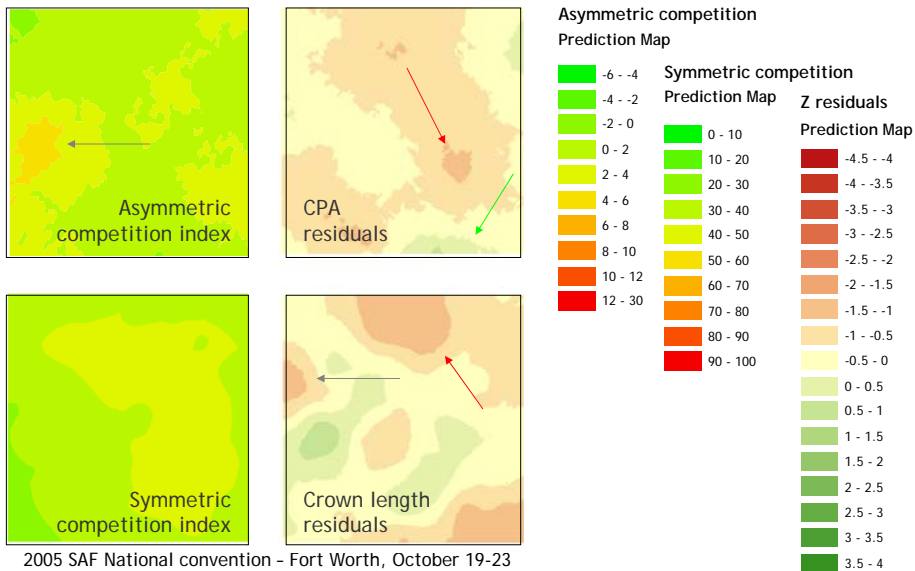 Asymmetric
competition index
CPA
residuals
Symmetric
competition index
Crown length
residuals
2005 SAF National convention – Fort Worth, October 19-23
Asymmetric competition
Prediction Map
-6 - -4
-4 - -2
-2 - 0
0 - 2
2 - 4
4 - 6
6 - 8
8 - 10
10 - 12
12 - 30
Symmetric competition
Prediction Map
0 - 10
10 - 20
20 - 30
30 - 40
40 - 50
50 - 60
60 - 70
70 - 80
80 - 90
90 - 100
Z residuals
Prediction Map
-4.5 - -4
-4 - -3.5
-3.5 - -3
-3 - -2.5
-2.5 - -2
-2 - -1.5
-1.5 - -1
-1 - -0.5
-0.5 - 0
0 - 0.5
0.5 - 1
1 - 1.5
1.5 - 2
2 - 2.5
2.5 - 3
3 - 3.5
3.5 - 4